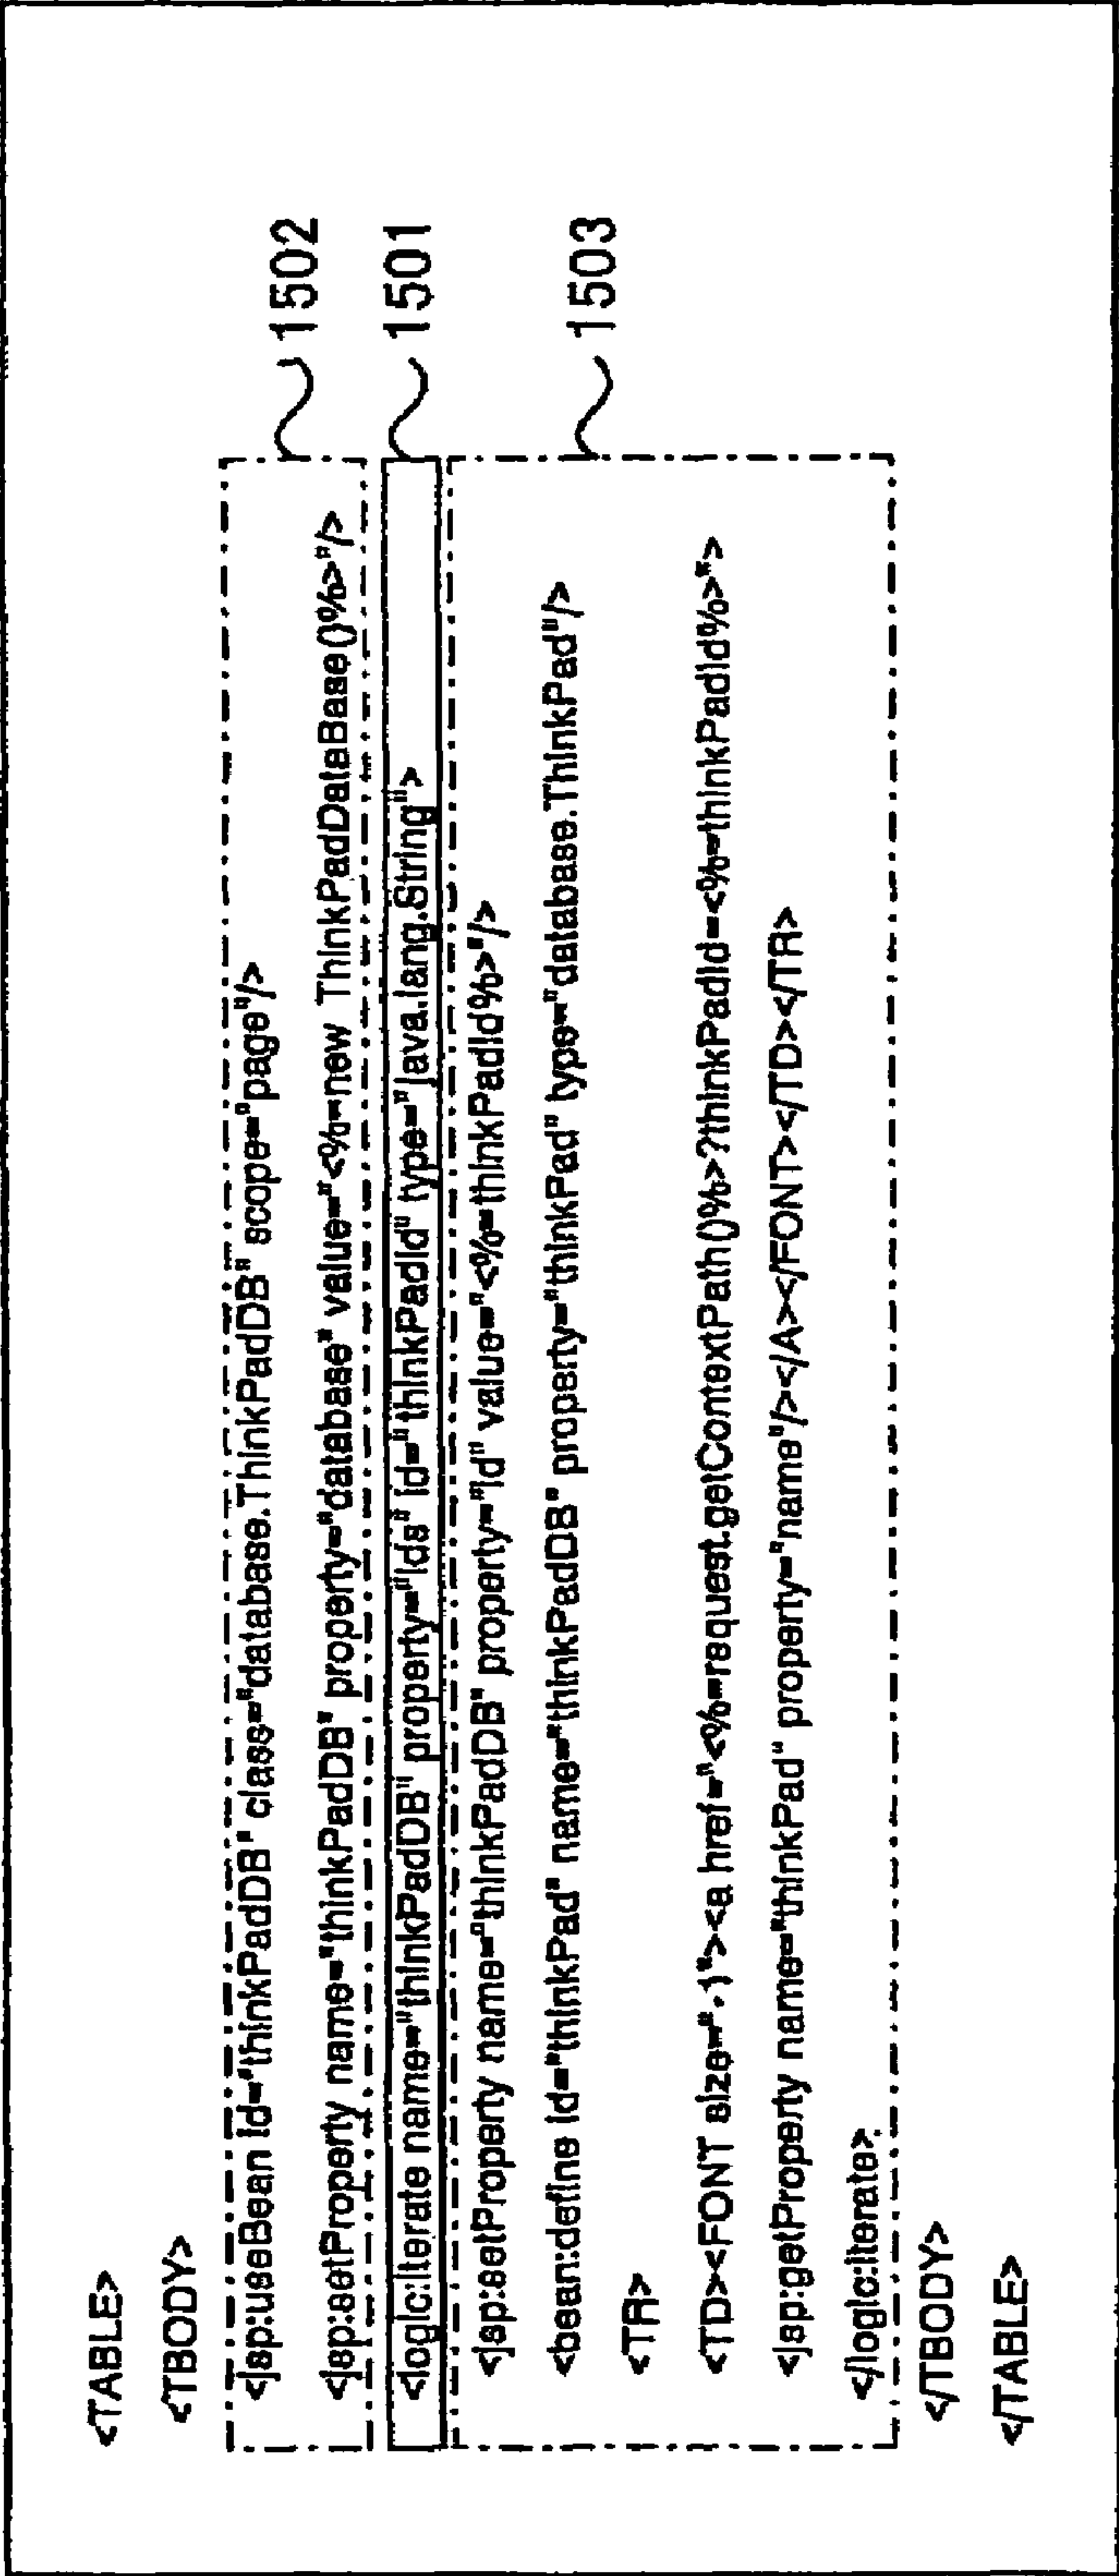 <TABLE>
<TBODY>
<jsp:useBean id="thinkPadDB" class="database.ThinkPadDB" scope="page"/>
<jsp:setProperty name="thinkPadDB" property="database" value="<%=new ThinkPadDataBase()%>"/>
<logic:iterate name="thinkPadDB" property="ids" id="thinkPadId" type="java.lang.String">
<jsp:setProperty name="thinkPadDB" property="id" value="<%=thinkPadId%>"/>
<bean:define id="thinkPad" name="thinkPadDB" property="thinkPad" type="database.ThinkPad"/>
<TR>
<TD><FONT size="-1"><a href="<%=request.getContextPath()%>?thinkPadId=<%=thinkPadId%>">
<jsp:getProperty name="thinkPad" property="name"/></A></FONT></TD></TR>
</logic:iterate>
</TBODY>
</TABLE>
1502
1501
1503